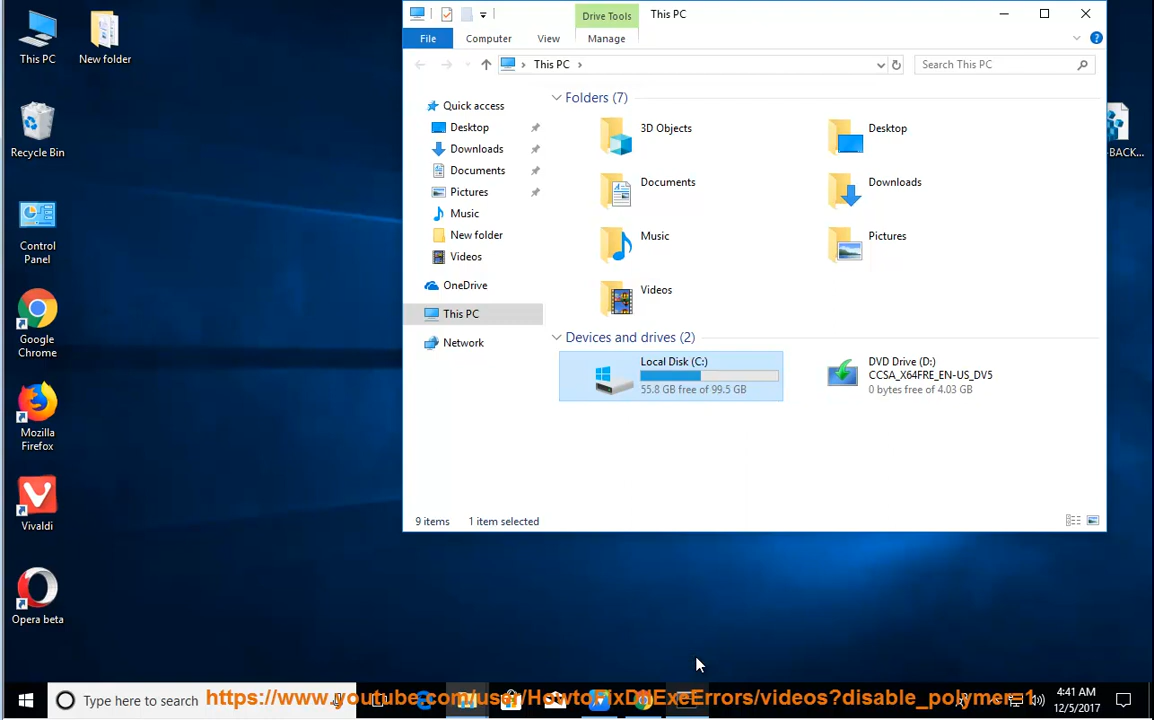 This PC
New folder
Recycle Bin
Control Panel
Google Chrome
Mozilla Firefox
Vivaldi
Opera beta
-BACK...
Drive Tools
This PC
File
Computer
View
Manage
This PC
Search This PC
Quick access
Desktop
Downloads
Documents
Pictures
Music
New folder
Videos
OneDrive
This PC
Network
Folders (7)
3D Objects
Desktop
Documents
Downloads
Music
Pictures
Videos
Devices and drives (2)
Local Disk (C:)
55.8 GB free of 99.5 GB
DVD Drive (D:)
CCSA_X64FRE_EN-US_DV5
0 bytes free of 4.03 GB
9 items
1 item selected
Type here to search
4:41 AM
12/5/2017